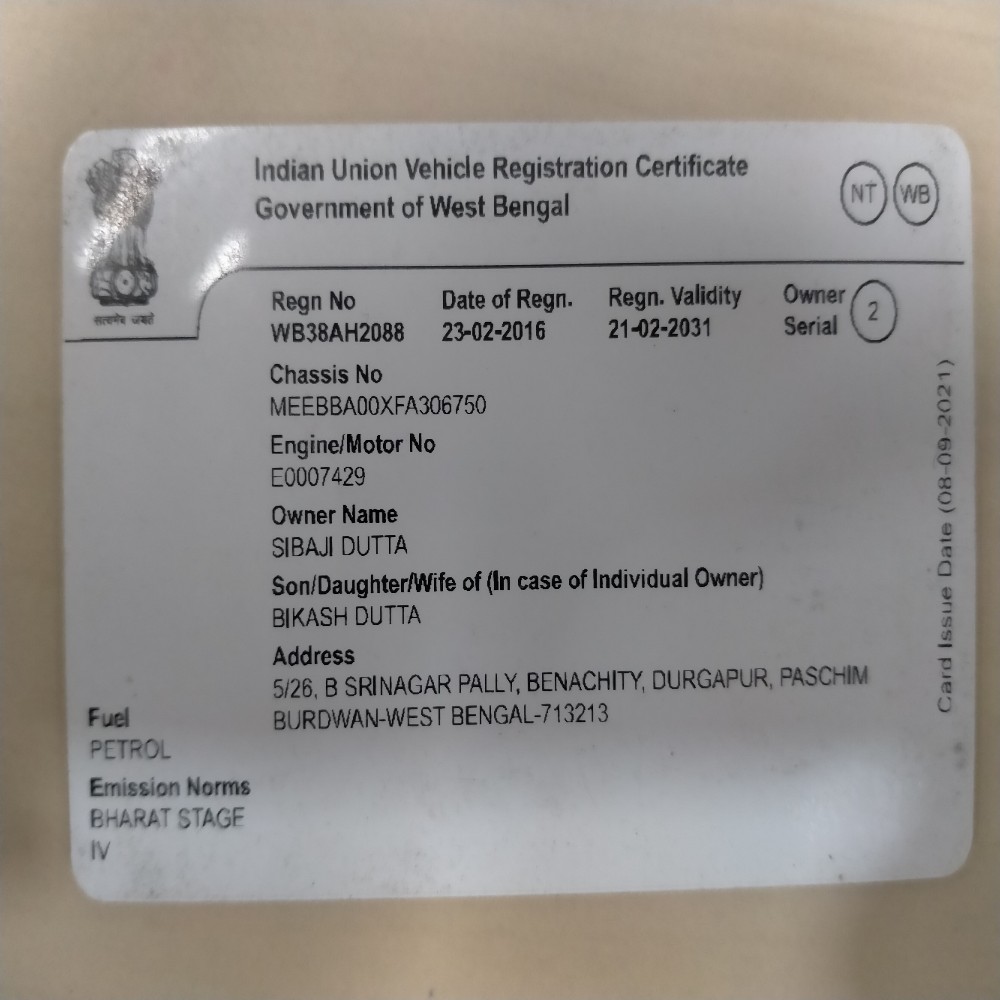 Indian Union Vehicle Registration Certificate
Government of West Bengal
NT WB
सत्यमेव जयते
Regn No Date of Regn. Regn. Validity Owner Serial 2
WB38AH2088 23-02-2016 21-02-2031
Chassis No
MEEBBA00XFA306750
Engine/Motor No
E0007429
Owner Name
SIBAJI DUTTA
Son/Daughter/Wife of (In case of Individual Owner)
BIKASH DUTTA
Address
5/26, B SRINAGAR PALLY, BENACHITY, DURGAPUR, PASCHIM
BURDWAN-WEST BENGAL-713213
Fuel
PETROL
Emission Norms
BHARAT STAGE
IV
Card Issue Date (08-09-2021)